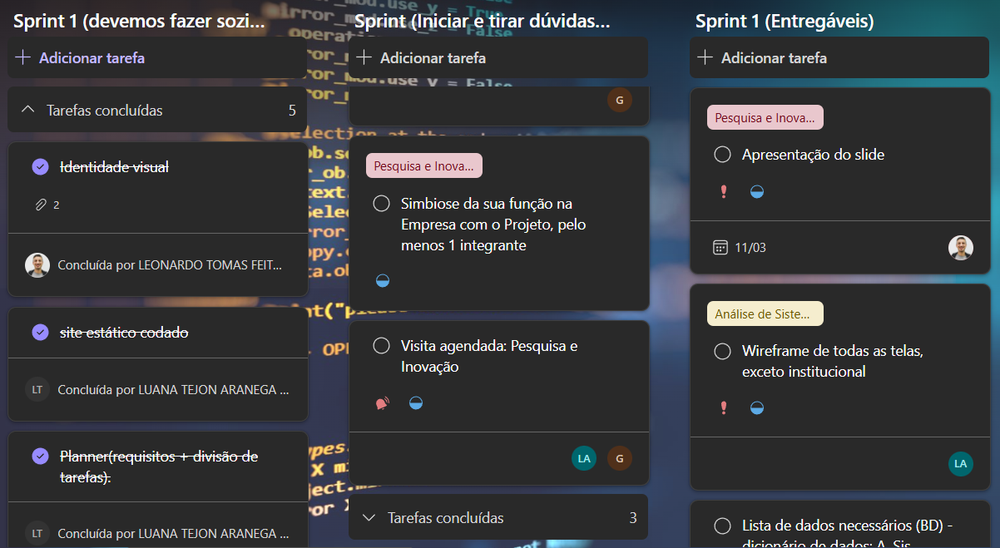 Sprint 1 (devemos fazer sozi...
Adicionar tarefa
Tarefas concluídas 5
Identidade visual
2
Concluída por LEONARDO TOMAS FEIT...
site estático codado
LT Concluída por LUANA TEJON ARANEGA ...
Planner(requisitos + divisão de
tarefas).
LT Concluída por LUANA TEJON ARANEGA ...
Sprint (Iniciar e tirar dúvidas...
Adicionar tarefa
G
Pesquisa e Inova...
Simbiose da sua função na
Empresa com o Projeto, pelo
menos 1 integrante
Visita agendada: Pesquisa e
Inovação
LA G
Tarefas concluídas 3
Sprint 1 (Entregáveis)
Adicionar tarefa
Pesquisa e Inova...
Apresentação do slide
11/03
Análise de Siste...
Wireframe de todas as telas,
exceto institucional
LA
Lista de dados necessários (BD) -
dicionário de dados: A. Sis